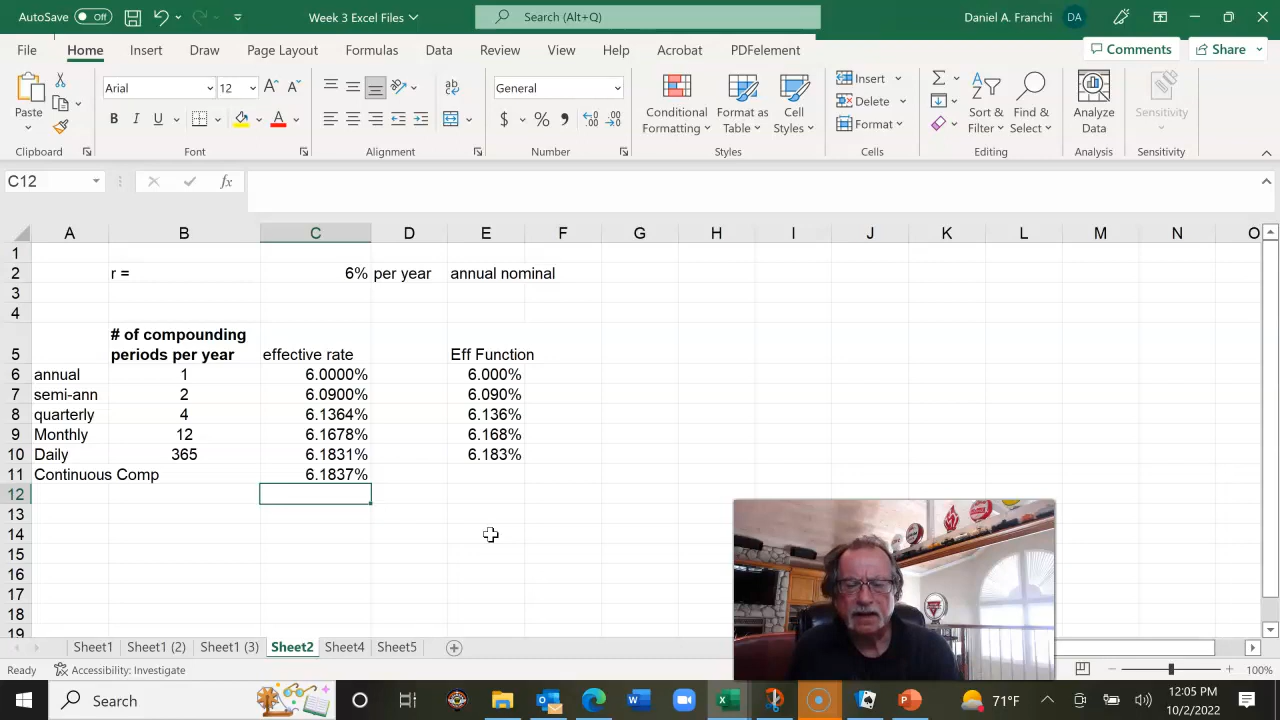 AutoSave Off Week 3 Excel Files Search (Alt+Q) Daniel A. Franchi DA
File Home Insert Draw Page Layout Formulas Data Review View Help Acrobat PDFelement Comments Share
Arial 12 General
Paste
Conditional Formatting
Format as Table
Cell Styles
Insert
Delete
Format
Sort & Filter
Find & Select
Analyze Data
Sensitivity
Clipboard Font Alignment Number Styles Cells Editing Analysis Sensitivity
C12 fx
A B C D E F G H I J K L M N O
1
2 r = 6% per year annual nominal
3
4
# of compounding
5 periods per year effective rate Eff Function
6 annual 1 6.0000% 6.000%
7 semi-ann 2 6.0900% 6.090%
8 quarterly 4 6.1364% 6.136%
9 Monthly 12 6.1678% 6.168%
10 Daily 365 6.1831% 6.183%
11 Continuous Comp 6.1837%
12
13
14
15
16
17
18
19
Sheet1 Sheet1 (2) Sheet1 (3) Sheet2 Sheet4 Sheet5
Ready Accessibility: Investigate 100%
Search 71°F 12:05 PM
10/2/2022